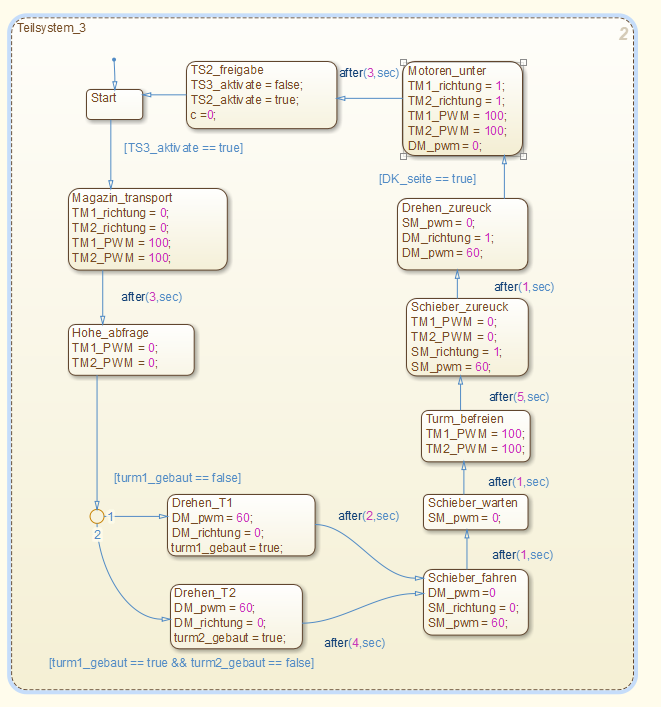 Teilsystem_3
2
Start
TS2_freigabe
TS3_aktivate = false;
TS2_aktivate = true;
c =0;
after(3,sec)
Motoren_unter
TM1_richtung = 1;
TM2_richtung = 1;
TM1_PWM = 100;
TM2_PWM = 100;
DM_pwm = 0;
[TS3_aktivate == true]
[DK_seite == true]
Magazin_transport
TM1_richtung = 0;
TM2_richtung = 0;
TM1_PWM = 100;
TM2_PWM = 100;
Drehen_zureuck
SM_pwm = 0;
DM_richtung = 1;
DM_pwm = 60;
after(3,sec)
after(1,sec)
Hohe_abfrage
TM1_PWM = 0;
TM2_PWM = 0;
Schieber_zureuck
TM1_PWM = 0;
TM2_PWM = 0;
SM_richtung = 1;
SM_pwm = 60;
after(5,sec)
Turm_befreien
TM1_PWM = 100;
TM2_PWM = 100;
after(1,sec)
[turm1_gebaut == false]
1
2
Drehen_T1
DM_pwm = 60;
DM_richtung = 0;
turm1_gebaut = true;
after(2,sec)
Schieber_warten
SM_pwm = 0;
after(1,sec)
Drehen_T2
DM_pwm = 60;
DM_richtung = 0;
turm2_gebaut = true;
after(4,sec)
Schieber_fahren
DM_pwm =0
SM_richtung = 0;
SM_pwm = 60;
[turm1_gebaut == true && turm2_gebaut == false]